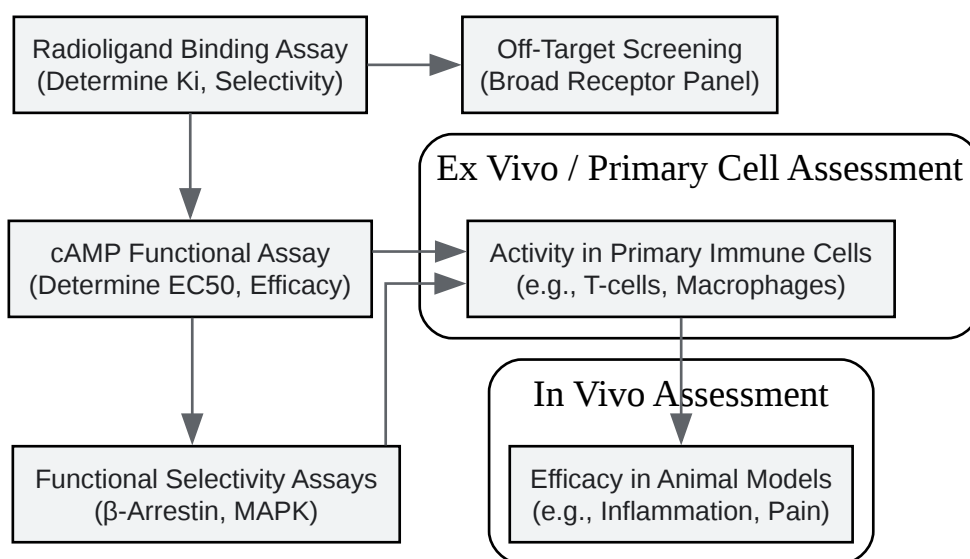 Radioligand Binding Assay
(Determine Ki, Selectivity)
Off-Target Screening
(Broad Receptor Panel)
Ex Vivo / Primary Cell Assessment
cAMP Functional Assay
(Determine EC50, Efficacy)
Activity in Primary Immune Cells
(e.g., T-cells, Macrophages)
In Vivo Assessment
Functional Selectivity Assays
(β-Arrestin, MAPK)
Efficacy in Animal Models
(e.g., Inflammation, Pain)